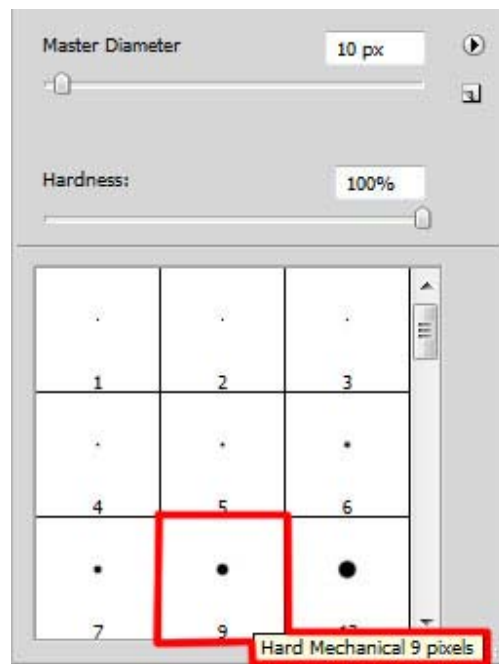 Master Diameter 10 px
Hardness: 100%
1 2 3
4 5 6
7 9
Hard Mechanical 9 pixels